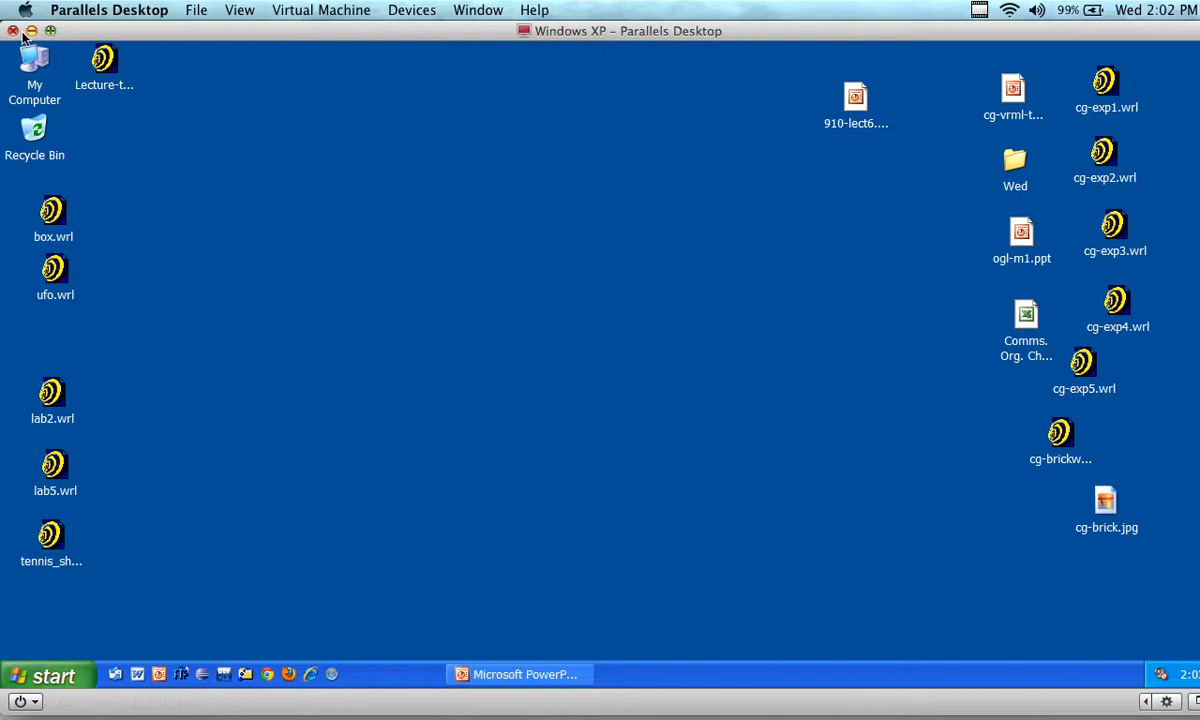 Parallels Desktop File View Virtual Machine Devices Window Help 99% Wed 2:02 PM
Windows XP – Parallels Desktop
My
Computer
Lecture-t...
Recycle Bin
box.wrl
ufo.wrl
lab2.wrl
lab5.wrl
tennis_sh...
910-lect6....
cg-vrml-t...
cg-exp1.wrl
Wed
cg-exp2.wrl
ogl-m1.ppt
cg-exp3.wrl
Comms.
Org. Ch...
cg-exp4.wrl
cg-exp5.wrl
cg-brickw...
cg-brick.jpg
start Microsoft PowerP...